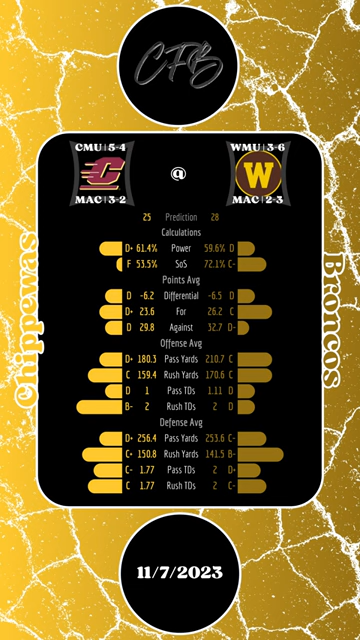 CFB
CMU | 5-4
WMU | 3-6
C
@
W
MAC | 3-2
MAC | 2-3
25 Prediction 28
Calculations
D+ 61.4% Power 59.6% D
F 53.5% SoS 72.1% C-
Points Avg
D -6.2 Differential -6.5 D
D+ 23.6 For 26.2 C
D 29.8 Against 32.7 D-
Offense Avg
D+ 180.3 Pass Yards 210.7 C
C 159.4 Rush Yards 170.6 C
D 1 Pass TDs 1.11 D
B- 2 Rush TDs 2 D
Defense Avg
D+ 256.4 Pass Yards 253.6 C-
C+ 150.8 Rush Yards 141.5 B-
C- 1.77 Pass TDs 2 D+
C 1.77 Rush TDs 2 C-
Chippewas
Broncos
11/7/2023